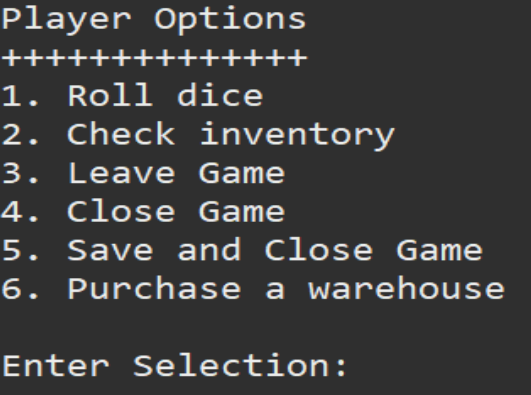 Player Options
++++++++++++++
1. Roll dice
2. Check inventory
3. Leave Game
4. Close Game
5. Save and Close Game
6. Purchase a warehouse
Enter Selection: